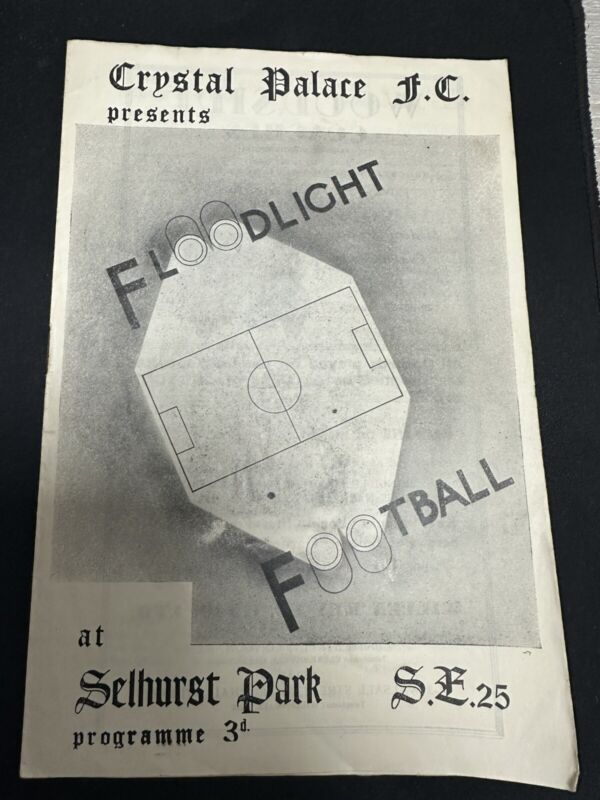 Crystal Palace F.C.
presents
FLOODLIGHT
FOOTBALL
at
Selhurst Park S.E.25
programme 3d.